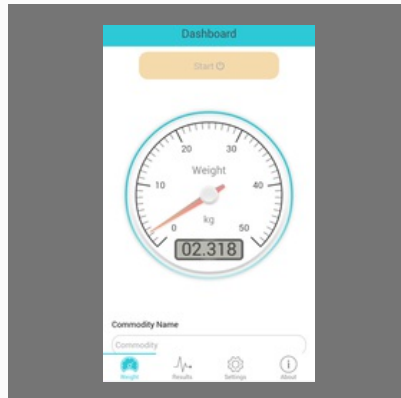 Dashboard
Start
20 30
Weight
10 40
kg
0 50
02.318
Commodity Name
Commodity
Weight Results Settings About